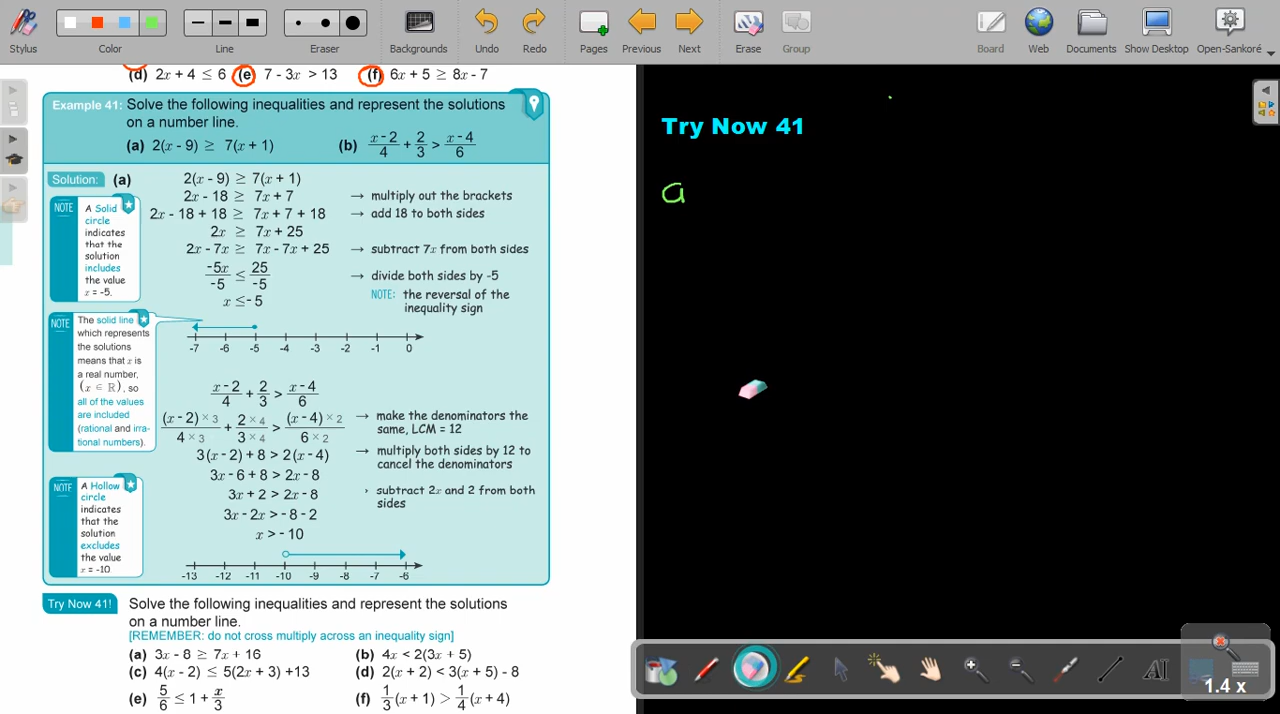 Stylus Color Line Eraser Backgrounds Undo Redo Pages Previous Next Erase Group Board Web Documents Show Desktop Open-Sankoré
(d) 2x + 4 ≤ 6 (e) 7 - 3x > 13 (f) 6x + 5 ≥ 8x - 7
Example 41: Solve the following inequalities and represent the solutions
on a number line.
(a) 2(x - 9) ≥ 7(x + 1) (b) (x-2)/4 + 2/3 > (x-4)/6
Solution: (a) 2(x - 9) ≥ 7(x + 1)
2x - 18 ≥ 7x + 7 → multiply out the brackets
2x - 18 + 18 ≥ 7x + 7 + 18 → add 18 to both sides
2x ≥ 7x + 25
2x - 7x ≥ 7x - 7x + 25 → subtract 7x from both sides
-5x/-5 ≤ 25/-5 → divide both sides by -5
x ≤ - 5 NOTE: the reversal of the
inequality sign
NOTE
A Solid
circle
indicates
that the
solution
includes
the value
x = -5.
-7 -6 -5 -4 -3 -2 -1 0
NOTE
The solid line
which represents
the solutions
means that x is
a real number,
(x ∈ ℝ), so
all of the values
are included
(rational and irra-
tional numbers).
(x-2)/4 + 2/3 > (x-4)/6
(x-2) ×3/4 ×3 + 2 ×4/3 ×4 > (x-4) ×2/6 ×2 → make the denominators the
same, LCM = 12
3(x - 2) + 8 > 2(x - 4) → multiply both sides by 12 to
cancel the denominators
3x - 6 + 8 > 2x - 8
3x + 2 > 2x - 8 subtract 2x and 2 from both
sides
3x - 2x > - 8 - 2
x > - 10
NOTE
A Hollow
circle
indicates
that the
solution
excludes
the value
x = -10
-13 -12 -11 -10 -9 -8 -7 -6
Try Now 41! Solve the following inequalities and represent the solutions
on a number line.
[REMEMBER: do not cross multiply across an inequality sign]
(a) 3x - 8 ≥ 7x + 16 (b) 4x < 2(3x + 5)
(c) 4(x - 2) ≤ 5(2x + 3) +13 (d) 2(x + 2) < 3(x + 5) - 8
(e) 5/6 ≤ 1 + x/3 (f) 1/3(x + 1) > 1/4(x + 4)
Try Now 41
a
AI
1.4 x